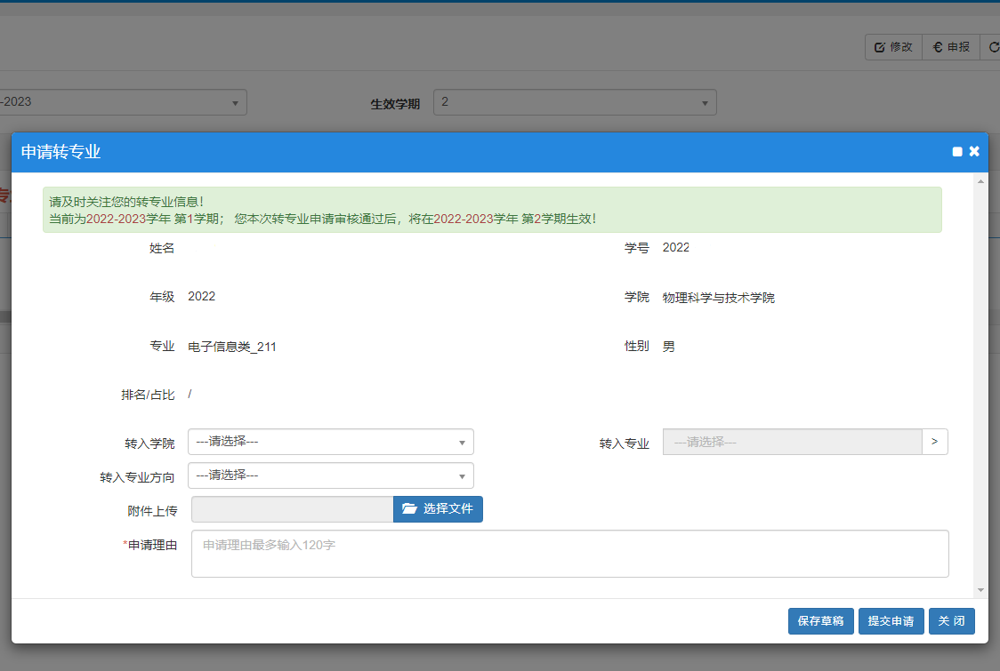 修改
申报
-2023
生效学期
2
申请转专业
请及时关注您的转专业信息！
当前为2022-2023学年 第1学期； 您本次转专业申请审核通过后，将在2022-2023学年 第2学期生效！
姓名
学号 2022
年级 2022
学院 物理科学与技术学院
专业 电子信息类_211
性别 男
排名/占比 /
转入学院 ---请选择---
转入专业 ---请选择--- >
转入专业方向 ---请选择---
附件上传 选择文件
*申请理由 申请理由最多输入120字
保存草稿 提交申请 关 闭